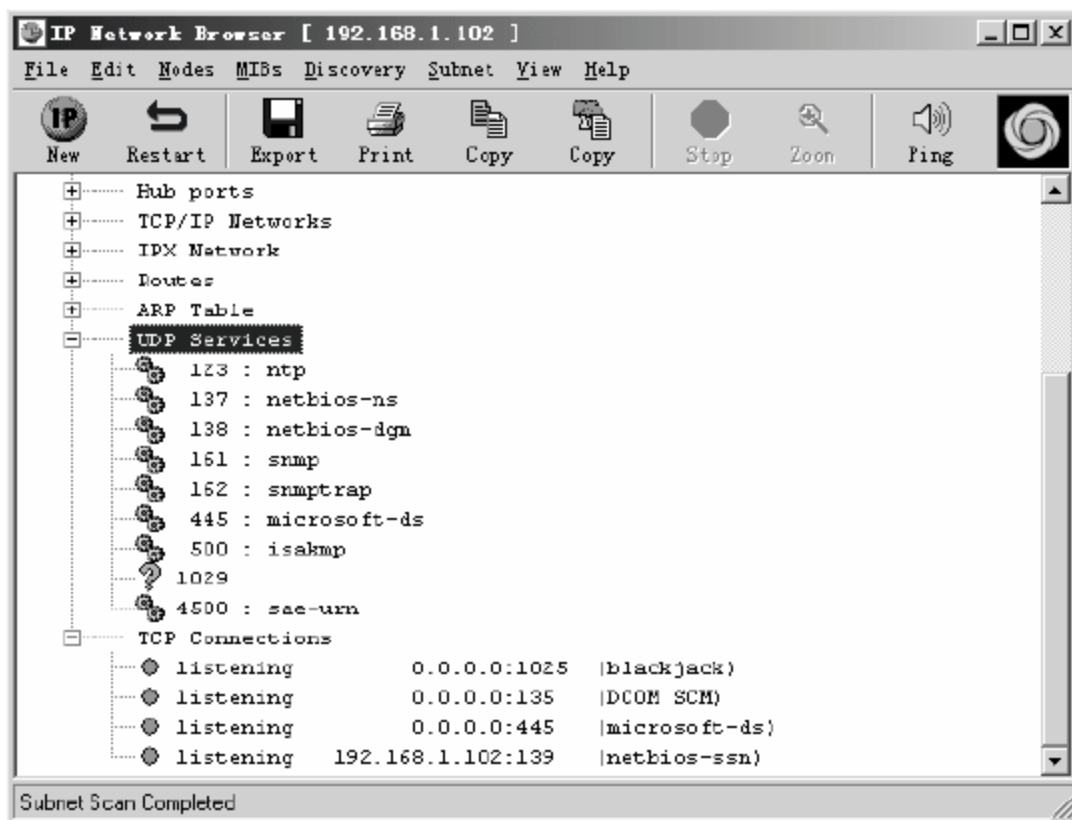 IP Network Browser [ 192.168.1.102 ]
File Edit Nodes MIBs Discovery Subnet View Help
New Restart Export Print Copy Copy Stop Zoon Ping
Hub ports
TCP/IP Networks
IPX Network
Routes
ARP Table
UDP Services
123 : ntp
137 : netbios-ns
138 : netbios-dgm
161 : snmp
162 : snmptrap
445 : microsoft-ds
500 : isakmp
1029
4500 : sae-urn
TCP Connections
listening 0.0.0.0:1025 |blackjack)
listening 0.0.0.0:135 |DCOM SCM)
listening 0.0.0.0:445 |microsoft-ds)
listening 192.168.1.102:139 |netbios-ssn)
Subnet Scan Completed